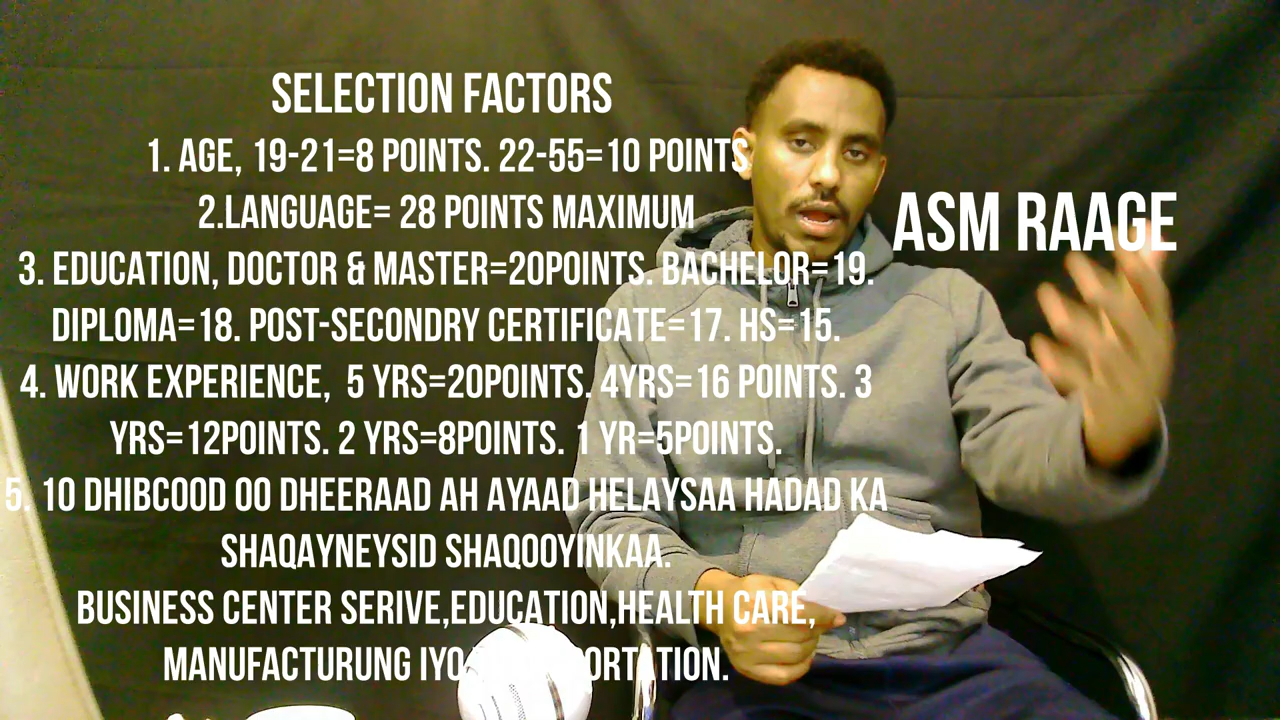 SELECTION FACTORS
1. AGE, 19-21=8 POINTS. 22-55=10 POINTS
2.LANGUAGE= 28 POINTS MAXIMUM
ASM RAAGE
3. EDUCATION, DOCTOR & MASTER=20POINTS. BACHELOR=19.
DIPLOMA=18. POST-SECONDRY CERTIFICATE=17. HS=15.
4. WORK EXPERIENCE, 5 YRS=20POINTS. 4YRS=16 POINTS. 3
YRS=12POINTS. 2 YRS=8POINTS. 1 YR=5POINTS.
5. 10 DHIBCOOD OO DHEERAAD AH AYAAD HELAYSAA HADAD KA
SHAQAYNEYSID SHAQOOYINKAA.
BUSINESS CENTER SERIVE,EDUCATION,HEALTH CARE,
MANUFACTURUNG IYO